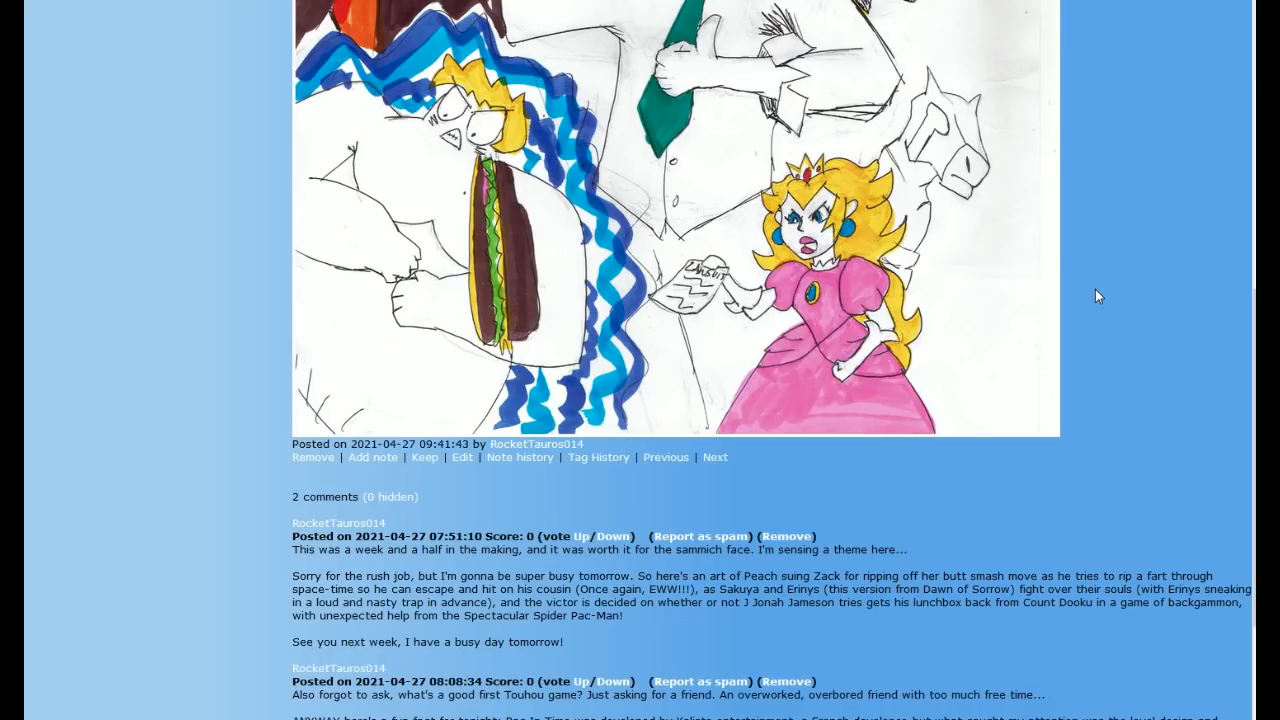 LAWSUIT
Posted on 2021-04-27 09:41:43 by RocketTauros014
Remove | Add note | Keep | Edit | Note history | Tag History | Previous | Next
2 comments (0 hidden)
RocketTauros014
Posted on 2021-04-27 07:51:10 Score: 0 (vote Up/Down) (Report as spam) (Remove)
This was a week and a half in the making, and it was worth it for the sammich face. I'm sensing a theme here...
Sorry for the rush job, but I'm gonna be super busy tomorrow. So here's an art of Peach suing Zack for ripping off her butt smash move as he tries to rip a fart through
space-time so he can escape and hit on his cousin (Once again, EWW!!!), as Sakuya and Erinys (this version from Dawn of Sorrow) fight over their souls (with Erinys sneaking
in a loud and nasty trap in advance), and the victor is decided on whether or not J Jonah Jameson tries gets his lunchbox back from Count Dooku in a game of backgammon,
with unexpected help from the Spectacular Spider Pac-Man!
See you next week, I have a busy day tomorrow!
RocketTauros014
Posted on 2021-04-27 08:08:34 Score: 0 (vote Up/Down) (Report as spam) (Remove)
Also forgot to ask, what's a good first Touhou game? Just asking for a friend. An overworked, overbored friend with too much free time...